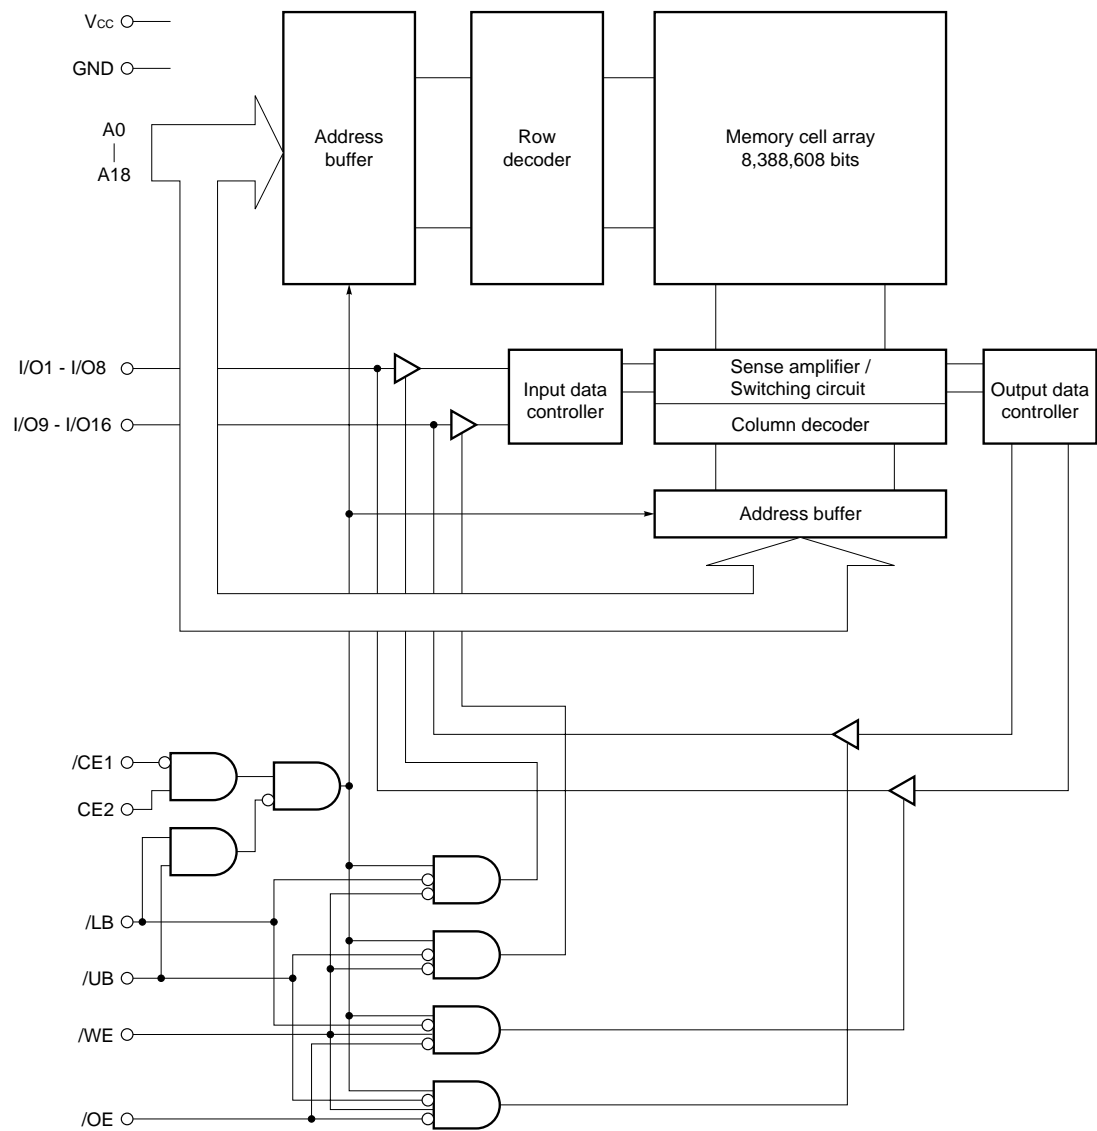 Vcc
GND
A0
A18
Address
buffer
Row
decoder
Memory cell array
8,388,608 bits
I/O1 - I/O8
I/O9 - I/O16
Input data
controller
Sense amplifier /
Switching circuit
Column decoder
Output data
controller
Address buffer
/CE1
CE2
/LB
/UB
/WE
/OE